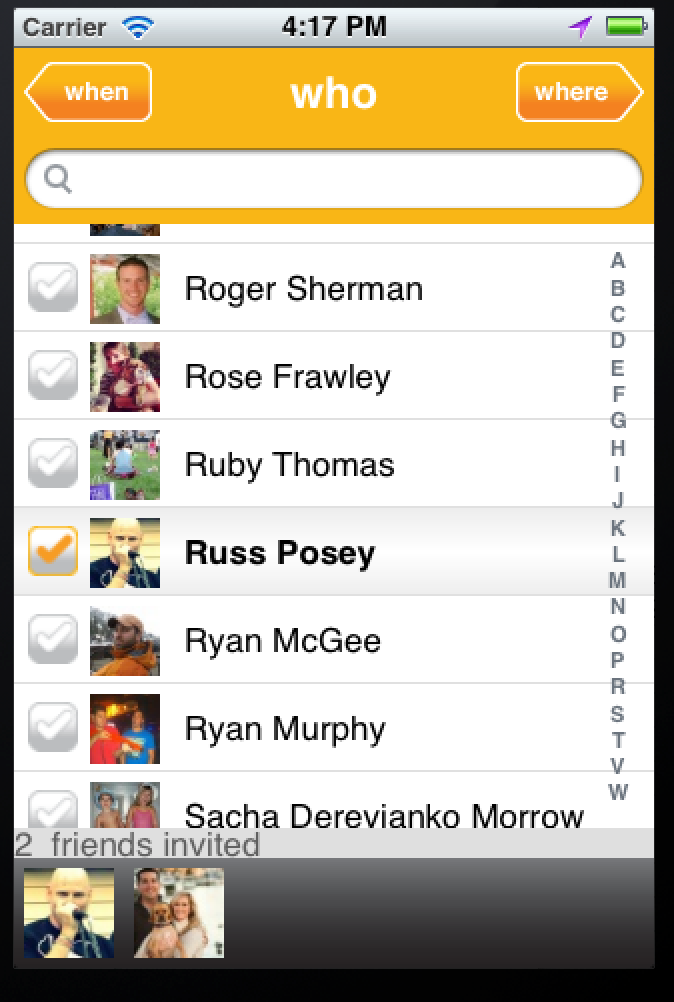 Carrier 4:17 PM
when who where
Roger Sherman
Rose Frawley
Ruby Thomas
Russ Posey
Ryan McGee
Ryan Murphy
Sacha Derevianko Morrow
A
B
C
D
E
F
G
H
I
J
K
L
M
N
O
P
R
S
T
V
W
2 friends invited